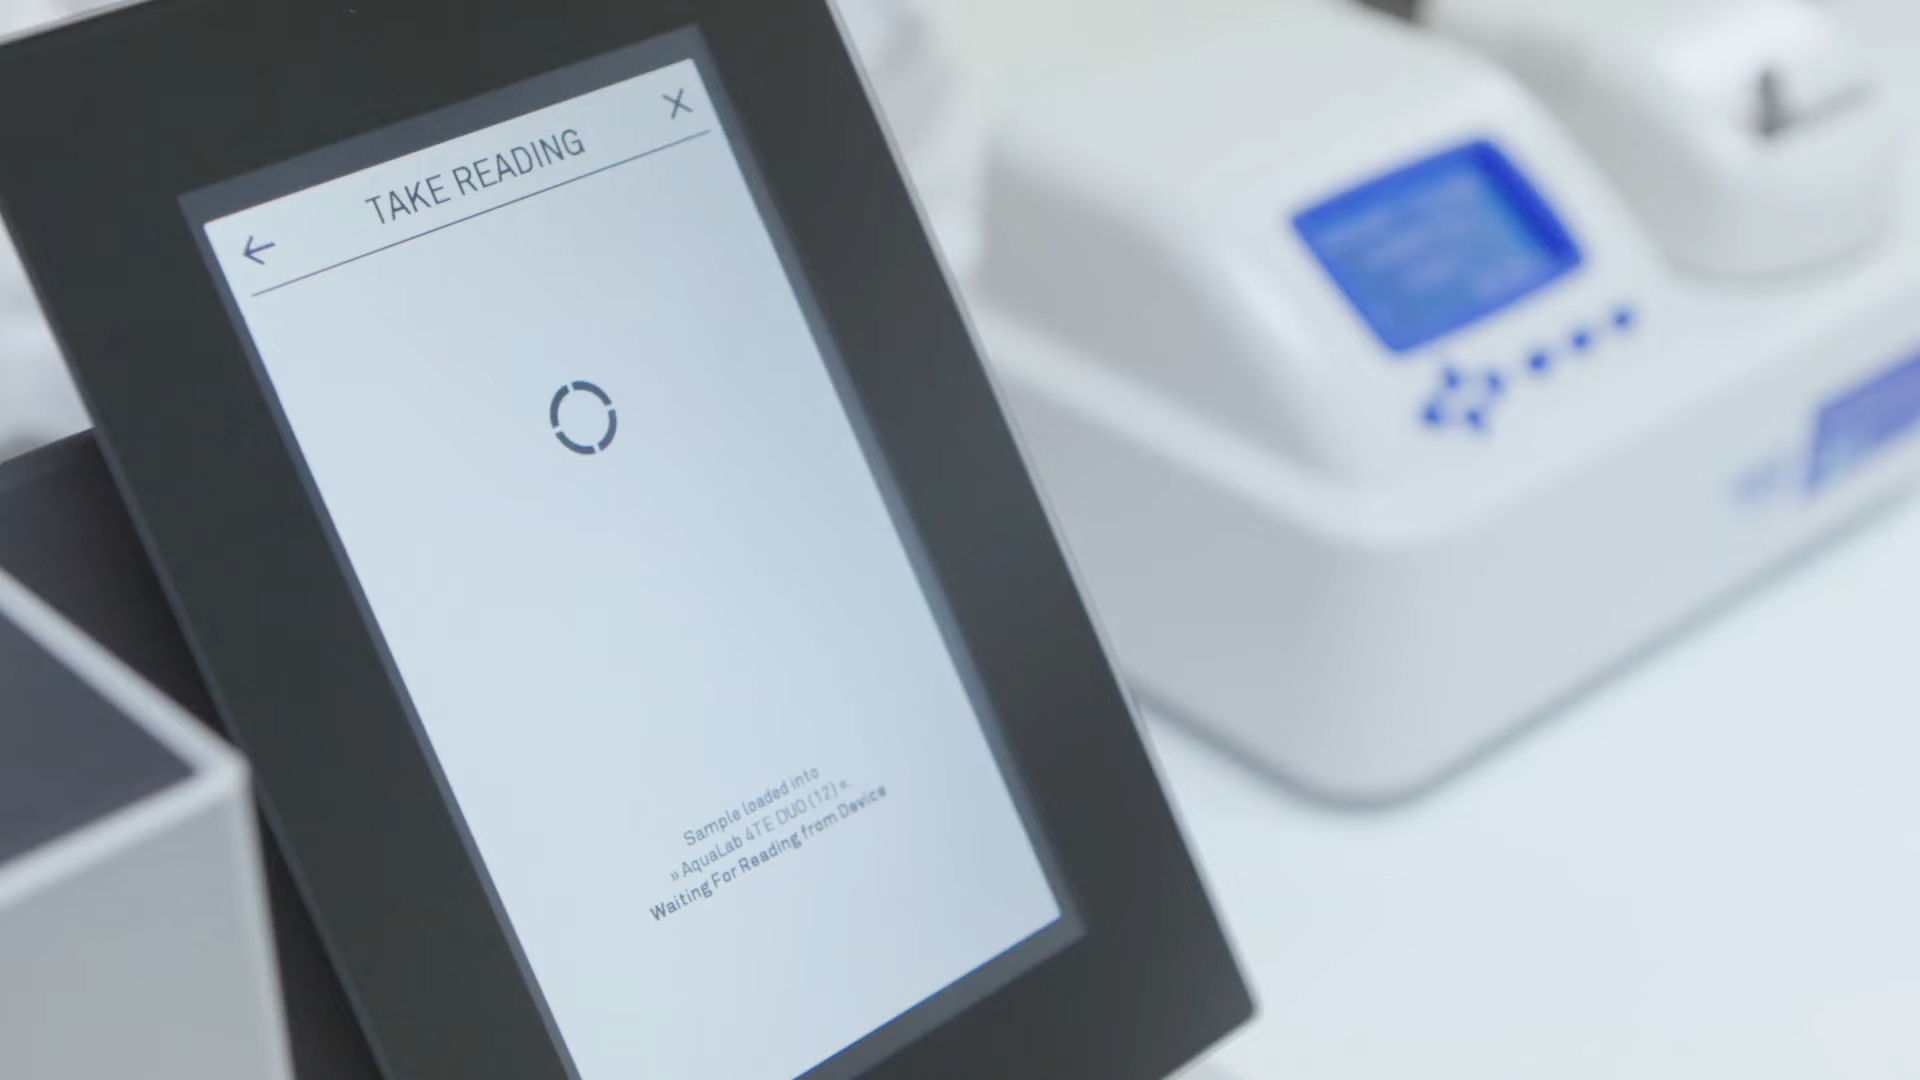 TAKE READING
Sample loaded into
» AquaLab 4TE DUO (12) «.
Waiting For Reading from Device